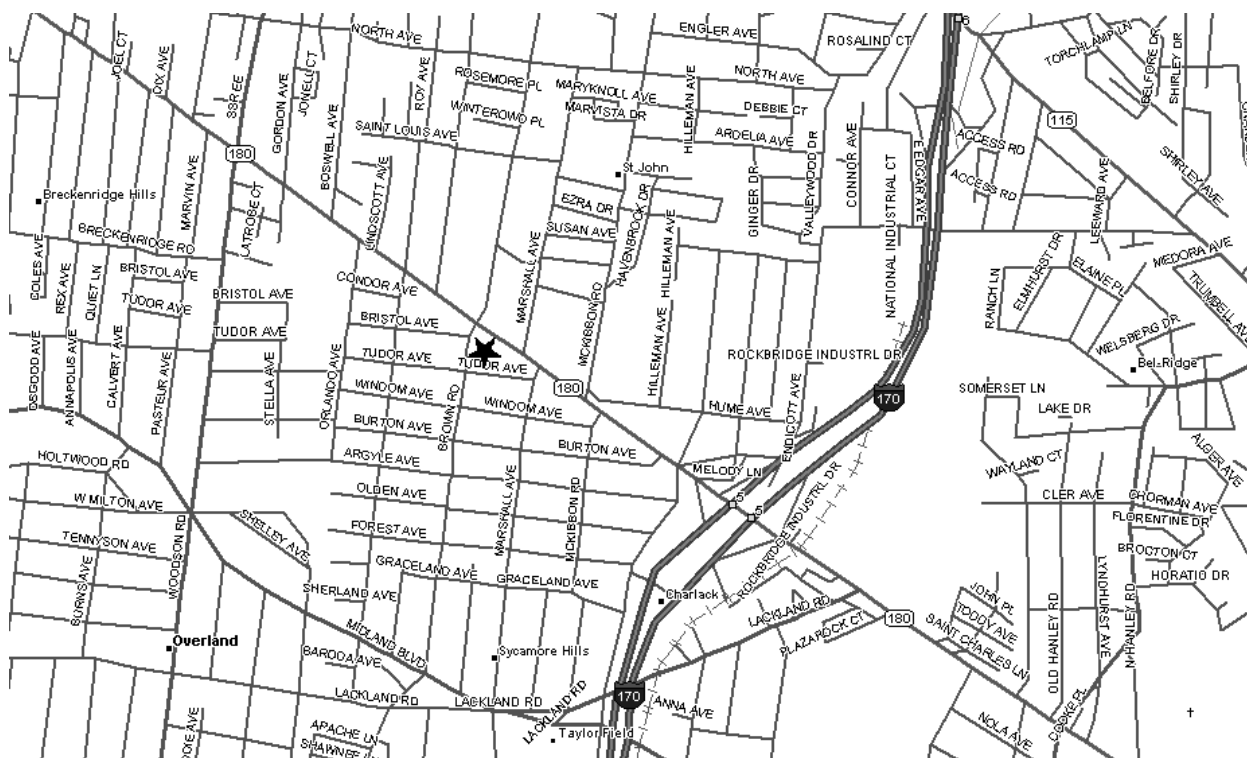 6
ENGLER AVE
ROSALIND CT
NORTH AVE
TORCHLAMP LN
BELFORE DR
SHIRLEY DR
JOEL CT
DIX AVE
SSR EE
GORDON AVE
JONELL CT
ROY AVE
ROSEMORE PL
MARYKNOLL AVE
NORTH AVE
WINTEROWD PL
MARVISTA DR
HILLEMAN AVE
DEBBIE CT
SAINT LOUIS AVE
ARDELIA AVE
115
180
BOSWELL AVE
ACCESS RD
SHIRLEY AVE
MARVIN AVE
LINDSCOTT AVE
St John
GINGER DR
VALLEYWOOD DR
CONNOR AVE
E EDGAR AVE
ACCESS RD
Breckenridge Hills
LATROBE CT
EZRA DR
HAVENBROOK DR
NATIONAL INDUSTRIAL CT
LEEWARD AVE
BRECKENRIDGE RD
SUSAN AVE
HILLEMAN AVE
MEDORA AVE
COLES AVE
REX AVE
QUIET LN
BRISTOL AVE
CONDOR AVE
MARSHALL AVE
MCKIBBON RD
RANCH LN
ELMHURST DR
ELAINE PL
TRUMBELL AVE
TUDOR AVE
BRISTOL AVE
BRISTOL AVE
WELSBERG DR
TUDOR AVE
TUDOR AVE
TUDOR AVE
HILLEMAN AVE
ROCKBRIDGE INDUSTRL DR
Bel-Ridge
OSGOOD AVE
ANNAPOLIS AVE
CALVERT AVE
PASTEUR AVE
STELLA AVE
ORLANDO AVE
WINDOM AVE
WINDOM AVE
180
170
SOMERSET LN
BROWN RD
HUME AVE
LAKE DR
BURTON AVE
BURTON AVE
ENDICOTT AVE
HOLTWOOD RD
ARGYLE AVE
MELODY LN
WAYLAND CT
ALGER AVE
W MILTON AVE
OLDEN AVE
MARSHALL AVE
MCKIBBON RD
5
5
CLER AVE
CHORMAN AVE
SHELLEY AVE
FOREST AVE
ROCKBRIDGE INDUSTRL DR
FLORENTINE DR
TENNYSON AVE
WOODSON RD
BROCTON CT
BURNS AVE
SHERLAND AVE
GRACELAND AVE
GRACELAND AVE
Charlack
LACKLAND RD
JOHN PL
HORATIO DR
PLAZAROCK CT
180
TODDY AVE
SAINT CHARLES LN
OLD HANLEY RD
LYNDHURST AVE
N HANLEY RD
Overland
MIDLAND BLVD
BARODA AVE
Sycamore Hills
LACKLAND RD
LACKLAND RD
LACKLAND RD
170
ANNA AVE
COOKE PL
NOLA AVE
APACHE LN
SHAWNEE LN
Taylor Field